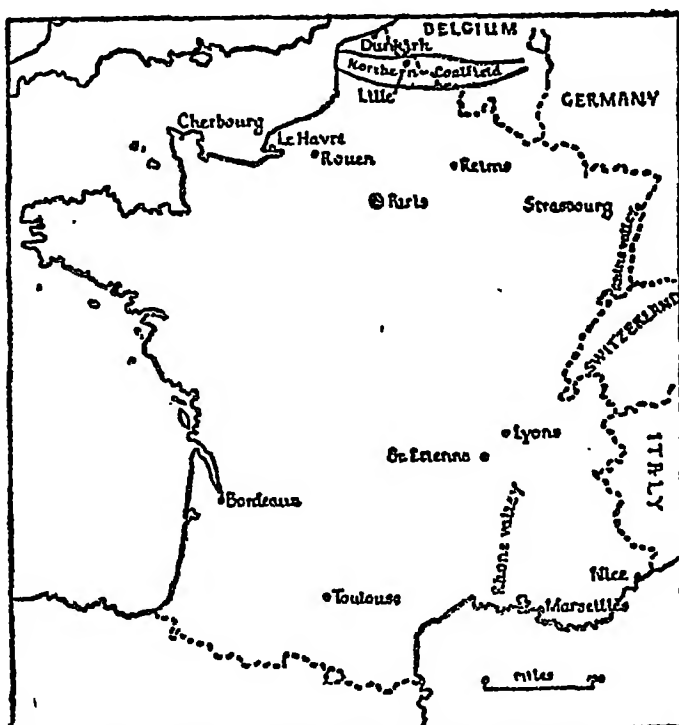 BELGIUM
Dunkirk
Northern Coalfield
Lille
GERMANY
Cherbourg
Le Havre
Rouen
Reims
Paris
Strasbourg
Rhine valley
SWITZERLAND
Lyons
St. Etienne
ITALY
Bordeaux
Rhone valley
Nice
Toulouse
Marseilles
miles